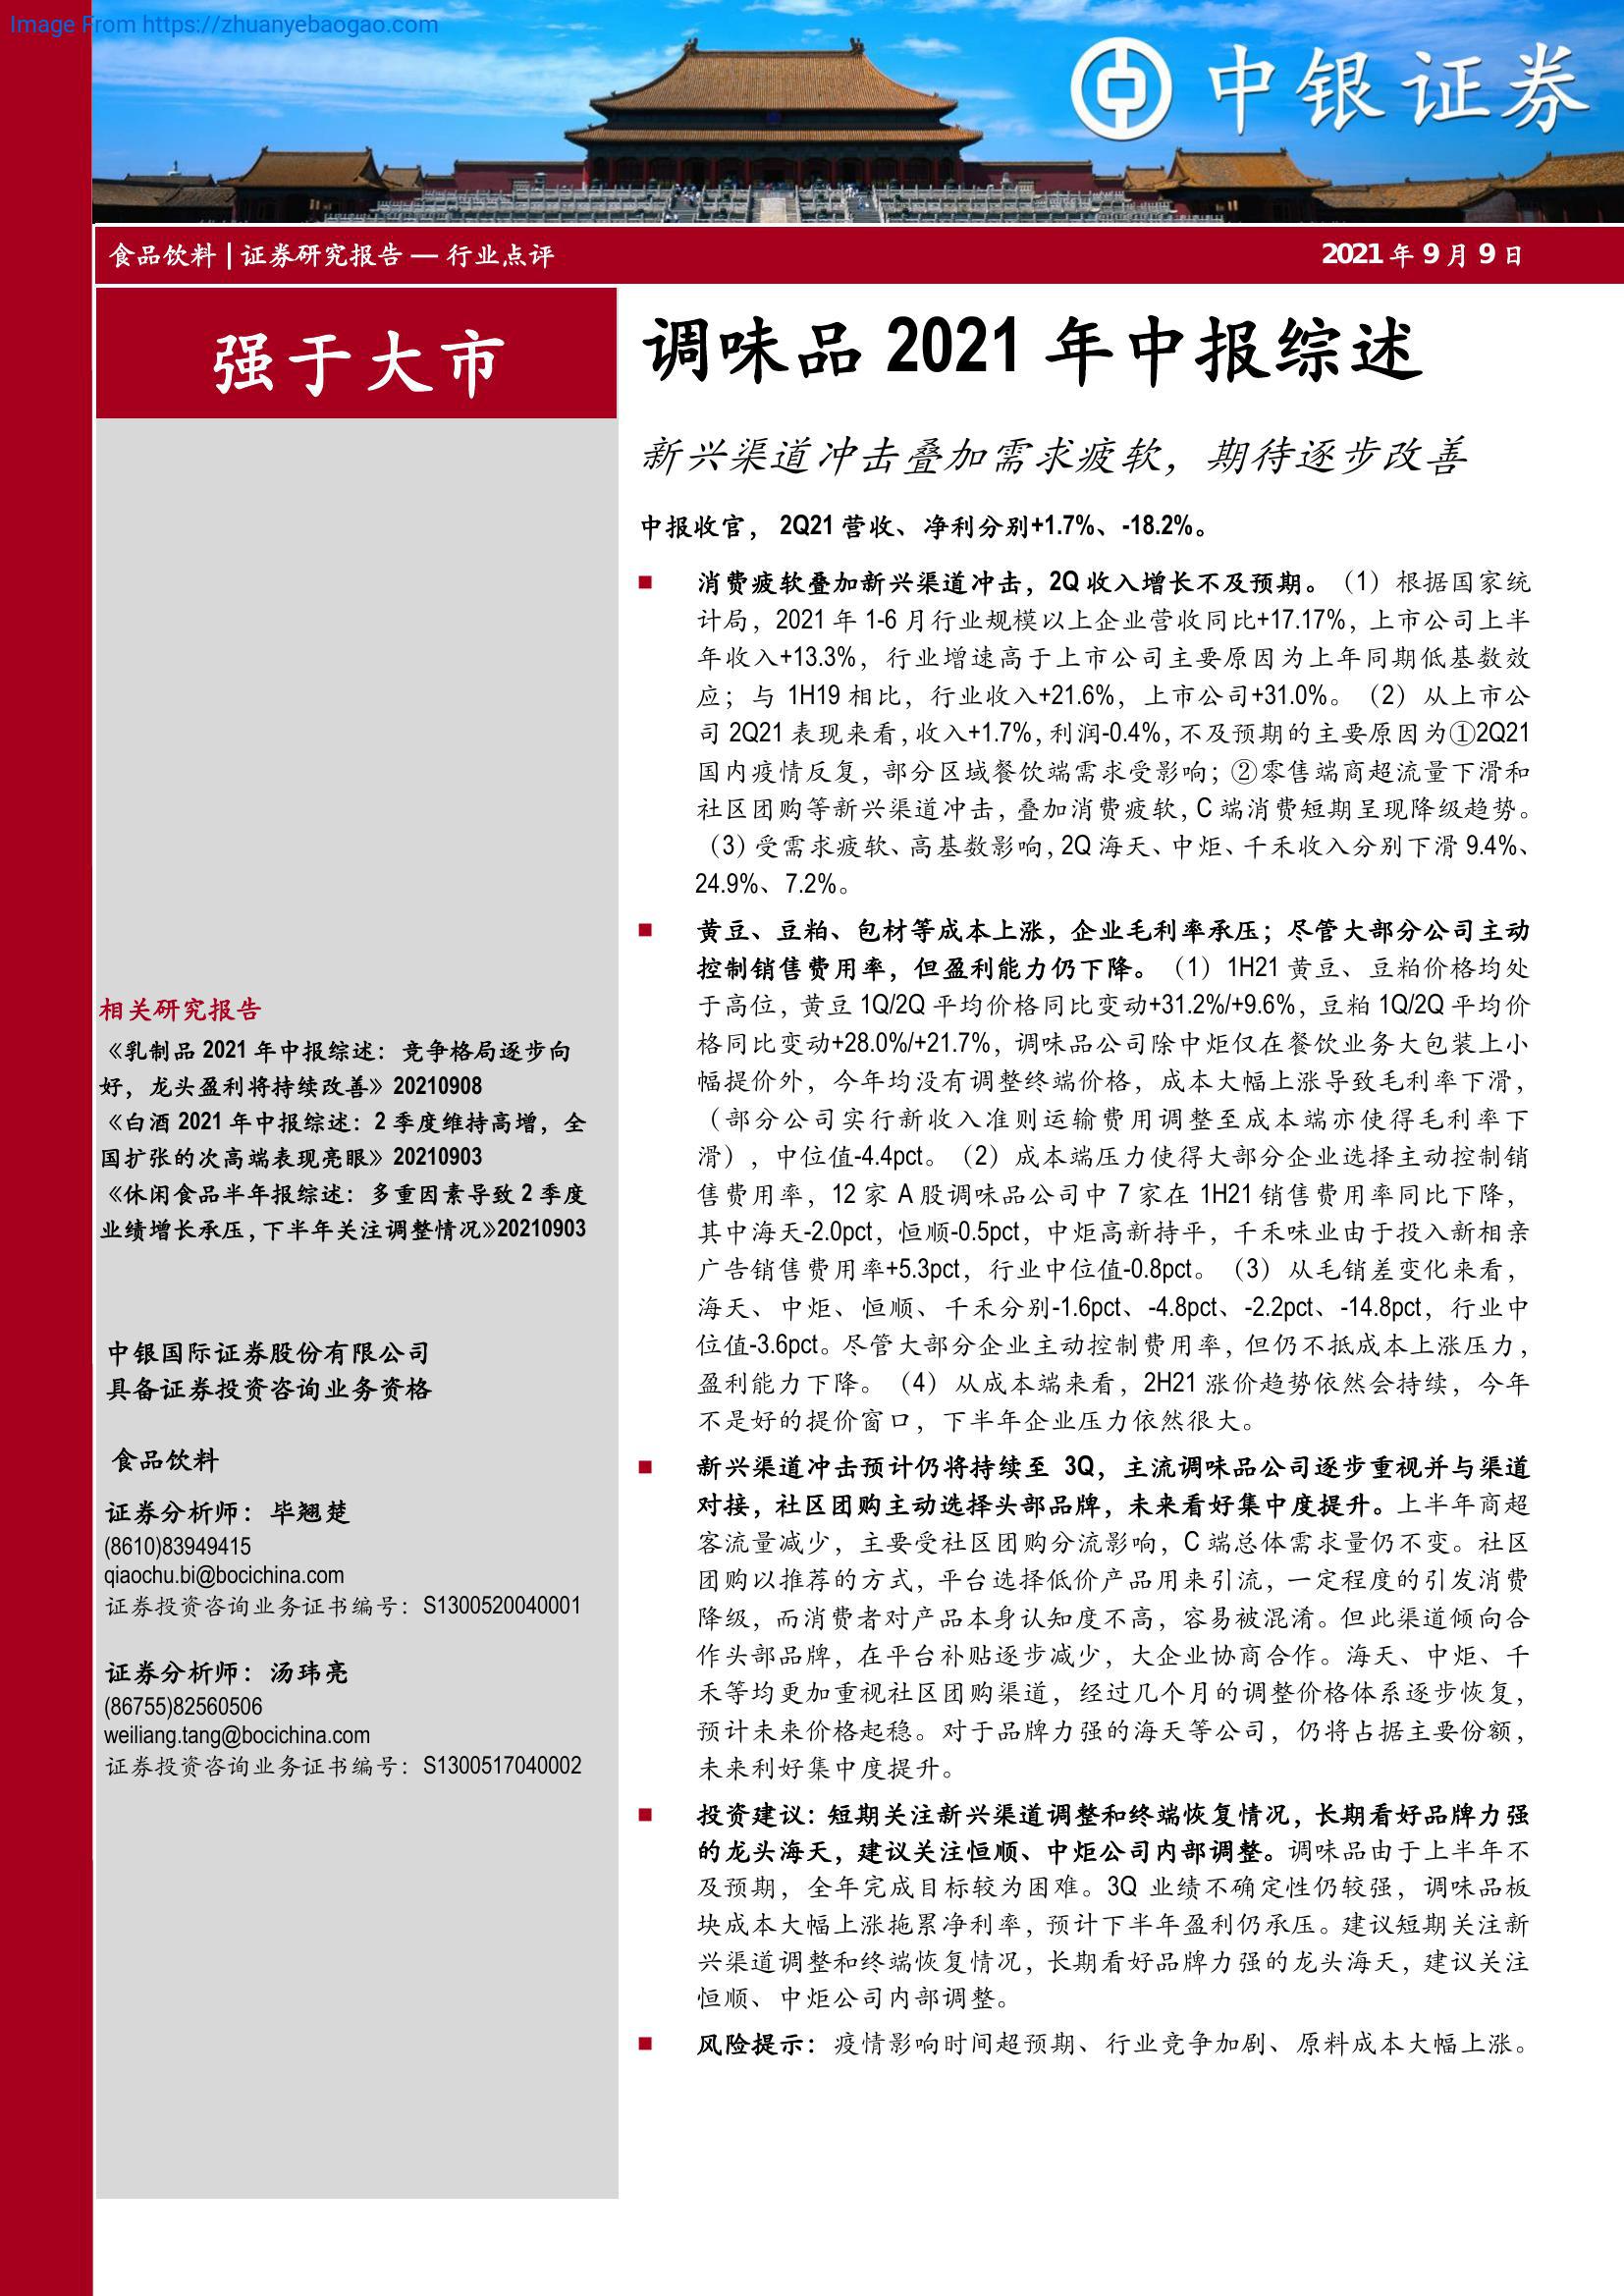 Image From https://zhuanyebaogao.com
中银证券
食品饮料 | 证券研究报告 — 行业点评
2021 年 9 月 9 日
强于大市
相关研究报告
《乳制品 2021 年中报综述：竞争格局逐步向
好，龙头盈利将持续改善》20210908
《白酒 2021 年中报综述：2 季度维持高增，全
国扩张的次高端表现亮眼》20210903
《休闲食品半年报综述：多重因素导致 2 季度
业绩增长承压，下半年关注调整情况》20210903
中银国际证券股份有限公司
具备证券投资咨询业务资格
食品饮料
证券分析师：毕翘楚
(8610)83949415
qiaochu.bi@bocichina.com
证券投资咨询业务证书编号：S1300520040001
证券分析师：汤玮亮
(86755)82560506
weiliang.tang@bocichina.com
证券投资咨询业务证书编号：S1300517040002
调味品 2021 年中报综述
新兴渠道冲击叠加需求疲软，期待逐步改善
中报收官， 2Q21 营收、净利分别+1.7%、-18.2%。
■ 消费疲软叠加新兴渠道冲击，2Q 收入增长不及预期。（1）根据国家统
计局，2021 年 1-6 月行业规模以上企业营收同比+17.17%，上市公司上半
年收入+13.3%，行业增速高于上市公司主要原因为上年同期低基数效
应；与 1H19 相比，行业收入+21.6%，上市公司+31.0%。（2）从上市公
司 2Q21 表现来看，收入+1.7%，利润-0.4%，不及预期的主要原因为①2Q21
国内疫情反复，部分区域餐饮端需求受影响；②零售端商超流量下滑和
社区团购等新兴渠道冲击，叠加消费疲软，C 端消费短期呈现降级趋势。
（3）受需求疲软、高基数影响，2Q 海天、中炬、千禾收入分别下滑 9.4%、
24.9%、7.2%。
■ 黄豆、豆粕、包材等成本上涨，企业毛利率承压；尽管大部分公司主动
控制销售费用率，但盈利能力仍下降。（1）1H21 黄豆、豆粕价格均处
于高位，黄豆 1Q/2Q 平均价格同比变动+31.2%/+9.6%，豆粕 1Q/2Q 平均价
格同比变动+28.0%/+21.7%，调味品公司除中炬仅在餐饮业务大包装上小
幅提价外，今年均没有调整终端价格，成本大幅上涨导致毛利率下滑，
（部分公司实行新收入准则运输费用调整至成本端亦使得毛利率下
滑），中位值-4.4pct。（2）成本端压力使得大部分企业选择主动控制销
售费用率，12 家 A 股调味品公司中 7 家在 1H21 销售费用率同比下降，
其中海天-2.0pct，恒顺-0.5pct，中炬高新持平，千禾味业由于投入新相亲
广告销售费用率+5.3pct，行业中位值-0.8pct。（3）从毛销差变化来看，
海天、中炬、恒顺、千禾分别-1.6pct、-4.8pct、-2.2pct、-14.8pct，行业中
位值-3.6pct。尽管大部分企业主动控制费用率，但仍不抵成本上涨压力，
盈利能力下降。（4）从成本端来看，2H21 涨价趋势依然会持续，今年
不是好的提价窗口，下半年企业压力依然很大。
■ 新兴渠道冲击预计仍将持续至 3Q，主流调味品公司逐步重视并与渠道
对接，社区团购主动选择头部品牌，未来看好集中度提升。上半年商超
客流量减少，主要受社区团购分流影响，C 端总体需求量仍不变。社区
团购以推荐的方式，平台选择低价产品用来引流，一定程度的引发消费
降级，而消费者对产品本身认知度不高，容易被混淆。但此渠道倾向合
作头部品牌，在平台补贴逐步减少，大企业协商合作。海天、中炬、千
禾等均更加重视社区团购渠道，经过几个月的调整价格体系逐步恢复，
预计未来价格起稳。对于品牌力强的海天等公司，仍将占据主要份额，
未来利好集中度提升。
■ 投资建议：短期关注新兴渠道调整和终端恢复情况，长期看好品牌力强
的龙头海天，建议关注恒顺、中炬公司内部调整。调味品由于上半年不
及预期，全年完成目标较为困难。3Q 业绩不确定性仍较强，调味品板
块成本大幅上涨拖累净利率，预计下半年盈利仍承压。建议短期关注新
兴渠道调整和终端恢复情况，长期看好品牌力强的龙头海天，建议关注
恒顺、中炬公司内部调整。
■ 风险提示：疫情影响时间超预期、行业竞争加剧、原料成本大幅上涨。